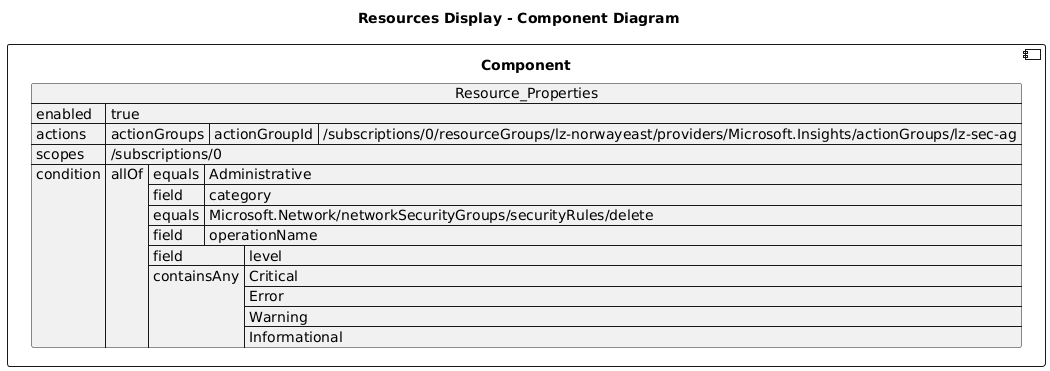 Resources Display - Component Diagram
Component
Resource_Properties
enabled true
actions actionGroups actionGroupId /subscriptions/0/resourceGroups/lz-norwayeast/providers/Microsoft.Insights/actionGroups/lz-sec-ag
scopes /subscriptions/0
condition allOf equals Administrative
field category
equals Microsoft.Network/networkSecurityGroups/securityRules/delete
field operationName
field level
containsAny Critical
Error
Warning
Informational